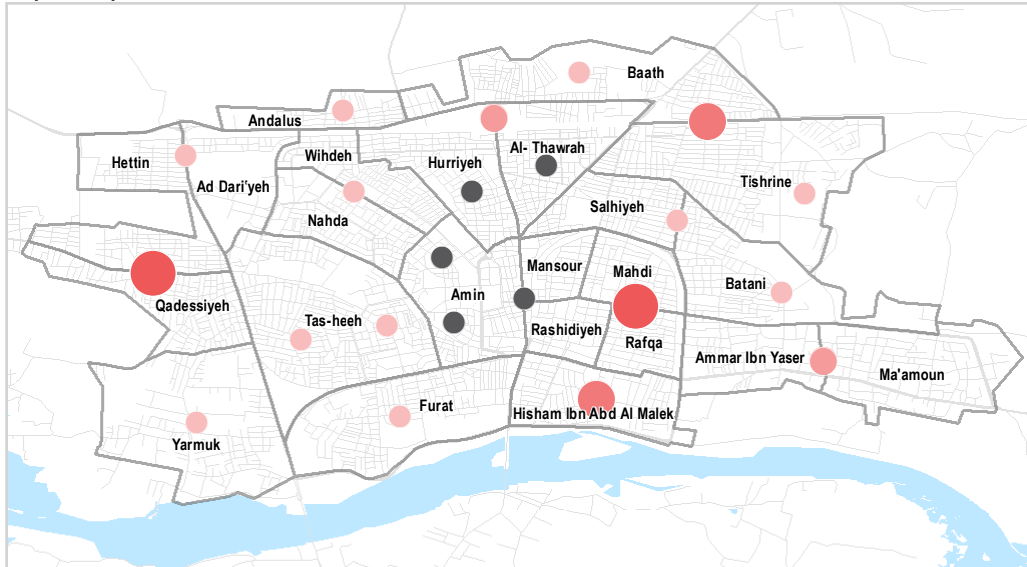 Baath
Andalus
Al- Thawrah
Wihdeh
Hurriyeh
Hettin
Ad Dari'yeh
Tishrine
Salhiyeh
Nahda
Mansour
Mahdi
Batani
Amin
Qadessiyeh
Tas-heeh
Rashidiyeh
Rafqa
Ammar Ibn Yaser
Ma'amoun
Furat
Hisham Ibn Abd Al Malek
Yarmuk